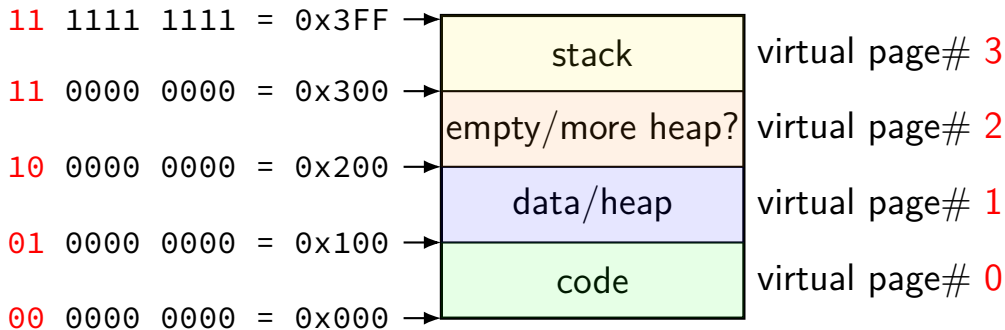 11 1111 1111 = 0x3FF
stack
virtual page# 3
11 0000 0000 = 0x300
empty/more heap?
virtual page# 2
10 0000 0000 = 0x200
data/heap
virtual page# 1
01 0000 0000 = 0x100
code
virtual page# 0
00 0000 0000 = 0x000